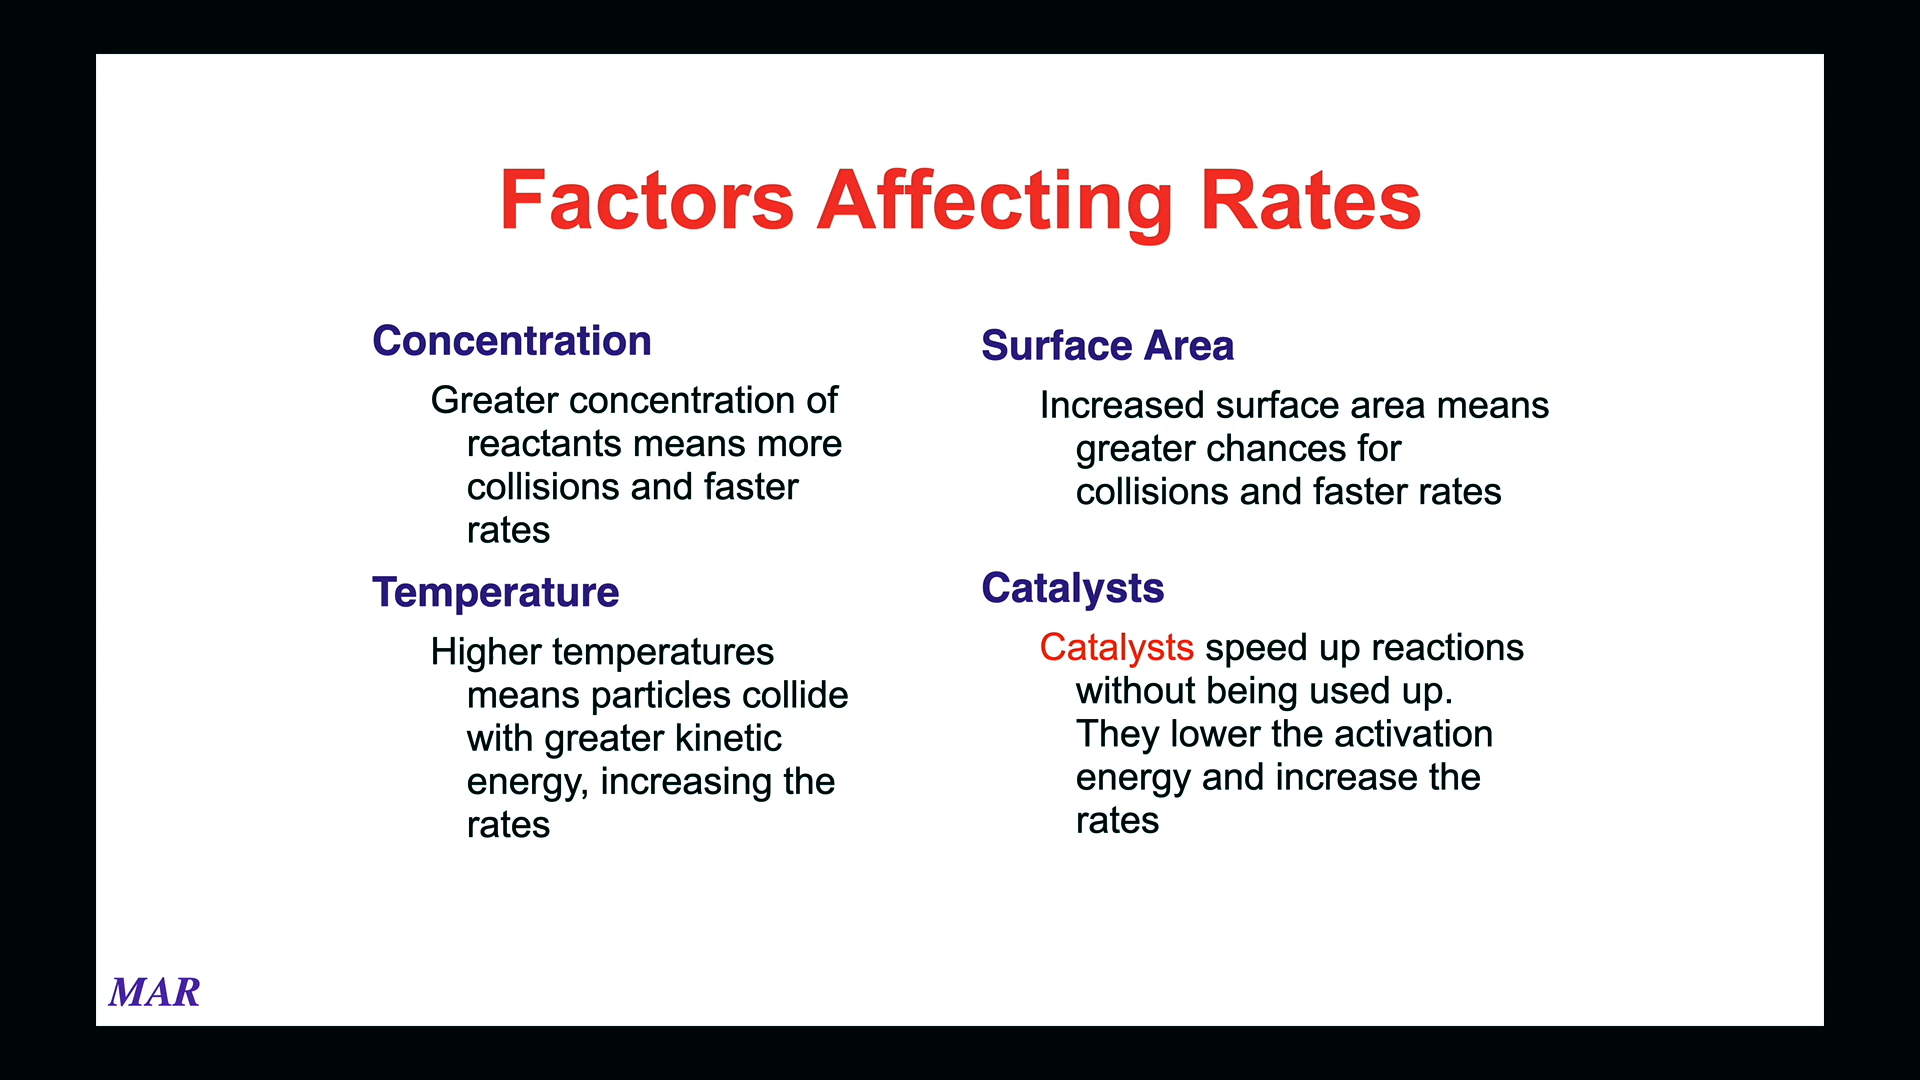 Factors Affecting Rates
Concentration
Greater concentration of
reactants means more
collisions and faster
rates
Temperature
Higher temperatures
means particles collide
with greater kinetic
energy, increasing the
rates
Surface Area
Increased surface area means
greater chances for
collisions and faster rates
Catalysts
Catalysts speed up reactions
without being used up.
They lower the activation
energy and increase the
rates
MAR